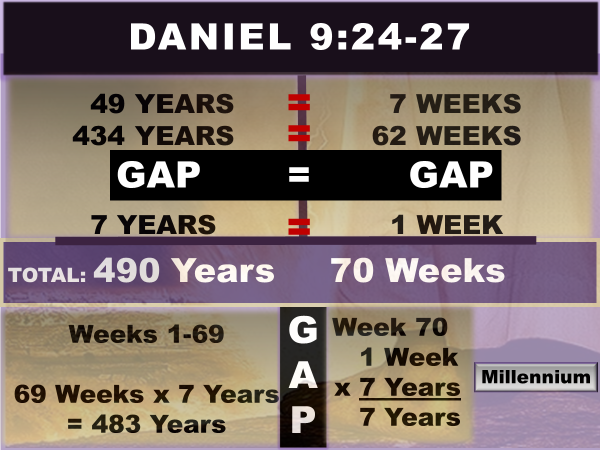 DANIEL 9:24-27
49 YEARS = 7 WEEKS
434 YEARS = 62 WEEKS
GAP = GAP
7 YEARS = 1 WEEK
TOTAL: 490 Years 70 Weeks
Weeks 1-69
69 Weeks x 7 Years
= 483 Years
G
A
P
Week 70
1 Week
x 7 Years
7 Years
Millennium